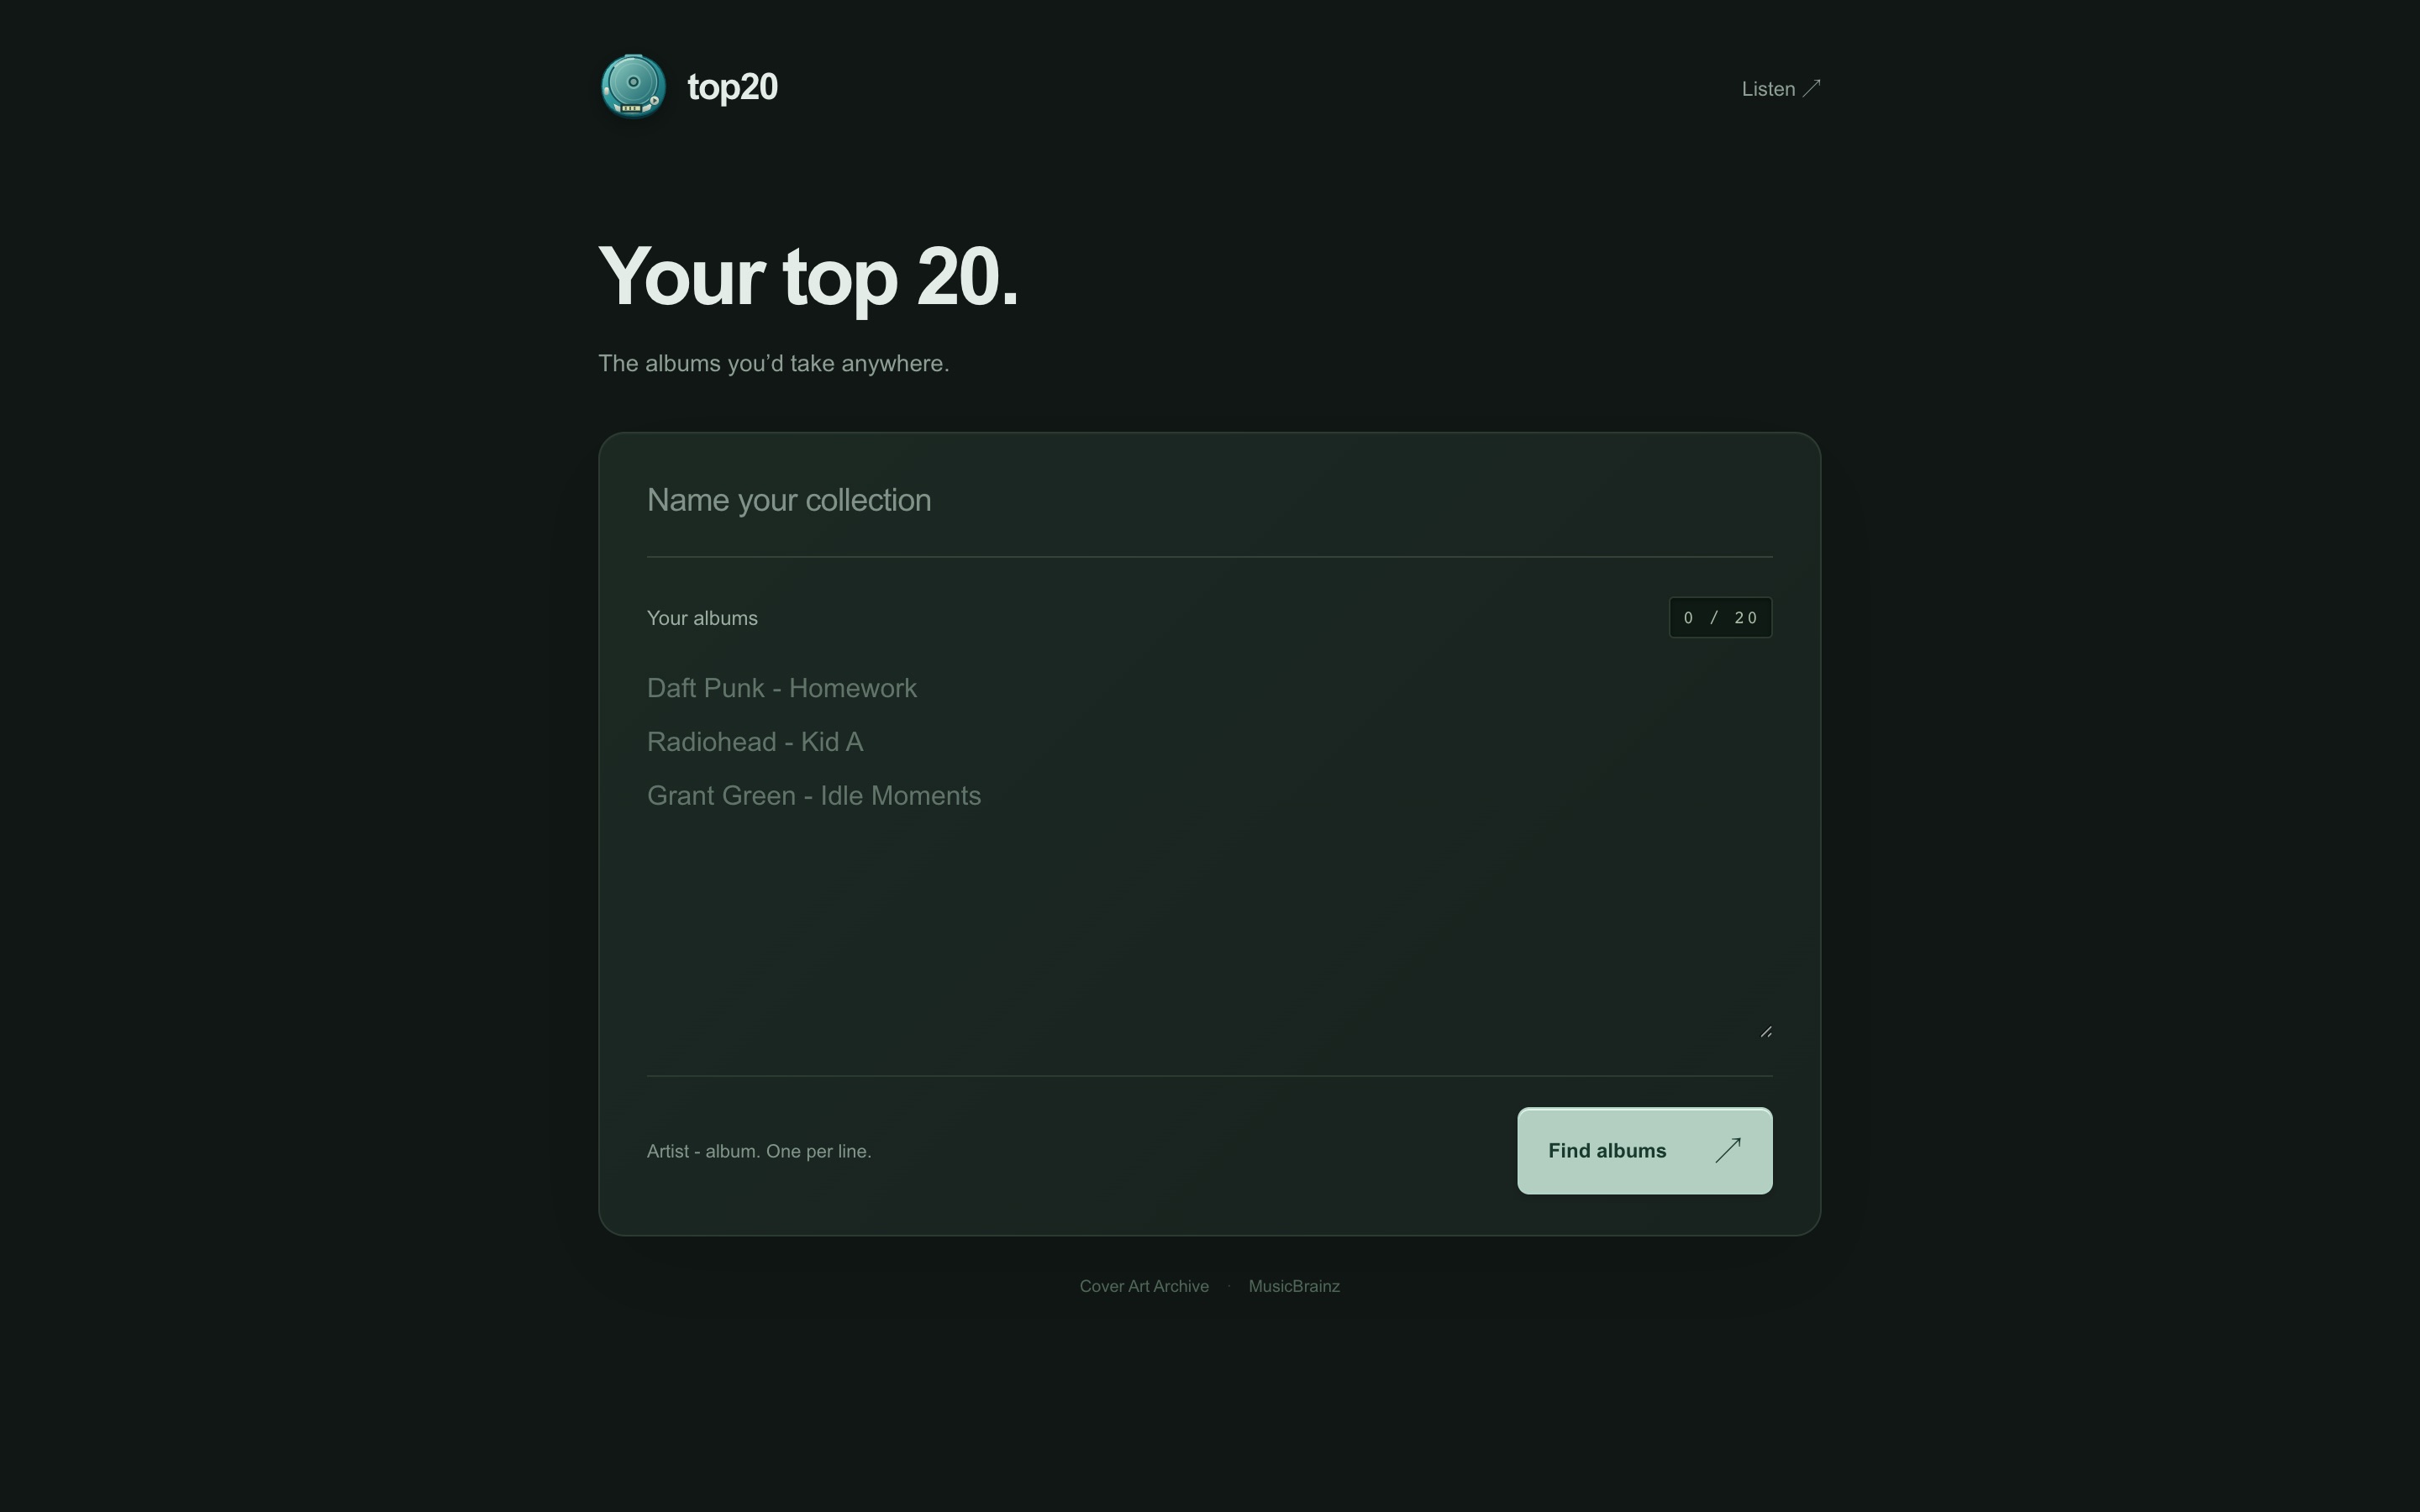 top20
Listen ↗
Your top 20.
The albums you’d take anywhere.
Name your collection
Your albums
0 / 20
Daft Punk - Homework
Radiohead - Kid A
Grant Green - Idle Moments
Artist - album. One per line.
Find albums ↗
Cover Art Archive · MusicBrainz